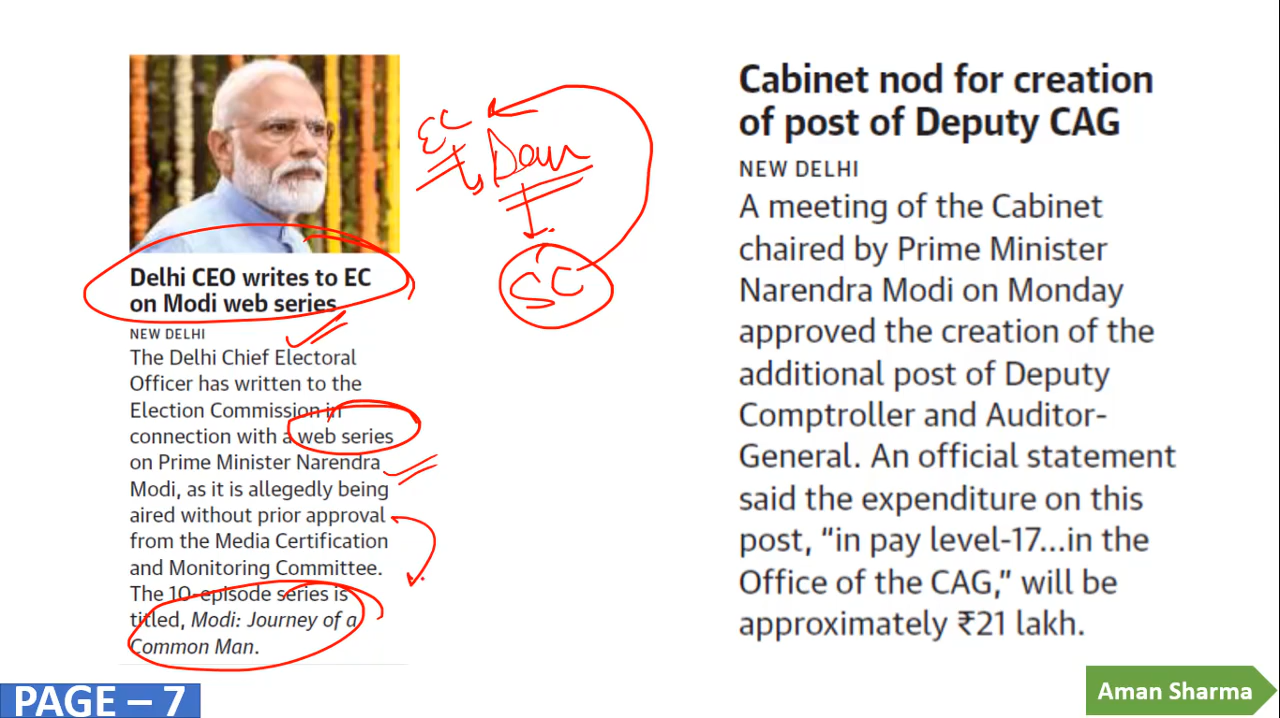 Delhi CEO writes to EC
on Modi web series
NEW DELHI
The Delhi Chief Electoral
Officer has written to the
Election Commission in
connection with a web series
on Prime Minister Narendra
Modi, as it is allegedly being
aired without prior approval
from the Media Certification
and Monitoring Committee.
The 10-episode series is
titled, Modi: Journey of a
Common Man.
EC
SC
Cabinet nod for creation
of post of Deputy CAG
NEW DELHI
A meeting of the Cabinet
chaired by Prime Minister
Narendra Modi on Monday
approved the creation of the
additional post of Deputy
Comptroller and Auditor-
General. An official statement
said the expenditure on this
post, “in pay level-17...in the
Office of the CAG,” will be
approximately ₹21 lakh.
PAGE – 7
Aman Sharma